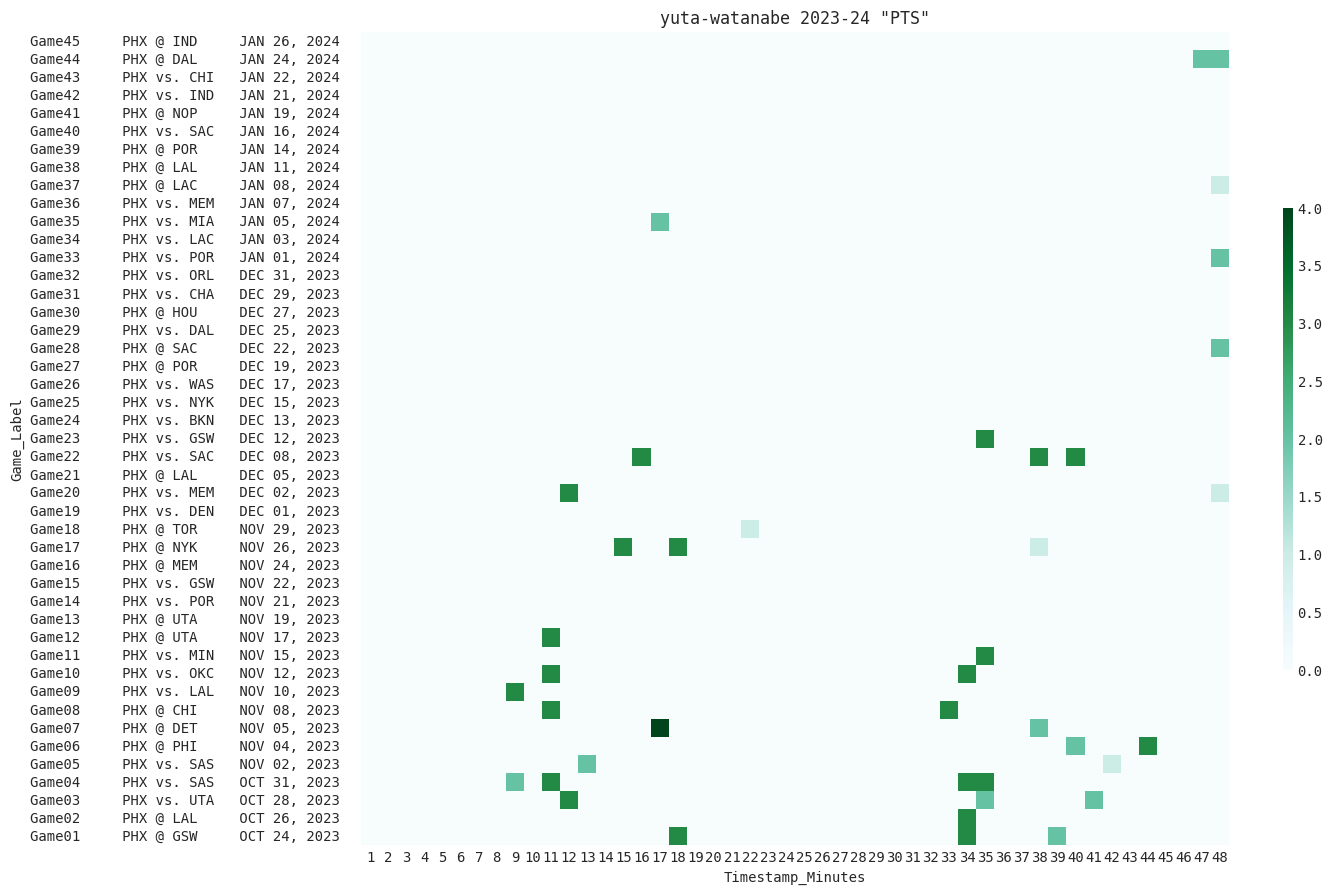 yuta-watanabe 2023-24 "PTS"
Game45 PHX @ IND JAN 26, 2024
Game44 PHX @ DAL JAN 24, 2024
Game43 PHX vs. CHI JAN 22, 2024
Game42 PHX vs. IND JAN 21, 2024
Game41 PHX @ NOP JAN 19, 2024
Game40 PHX vs. SAC JAN 16, 2024
Game39 PHX @ POR JAN 14, 2024
Game38 PHX @ LAL JAN 11, 2024
Game37 PHX @ LAC JAN 08, 2024
Game36 PHX vs. MEM JAN 07, 2024
Game35 PHX vs. MIA JAN 05, 2024
Game34 PHX vs. LAC JAN 03, 2024
Game33 PHX vs. POR JAN 01, 2024
Game32 PHX vs. ORL DEC 31, 2023
Game31 PHX vs. CHA DEC 29, 2023
Game30 PHX @ HOU DEC 27, 2023
Game29 PHX vs. DAL DEC 25, 2023
Game28 PHX @ SAC DEC 22, 2023
Game27 PHX @ POR DEC 19, 2023
Game26 PHX vs. WAS DEC 17, 2023
Game25 PHX vs. NYK DEC 15, 2023
Game24 PHX vs. BKN DEC 13, 2023
Game23 PHX vs. GSW DEC 12, 2023
Game22 PHX vs. SAC DEC 08, 2023
Game21 PHX @ LAL DEC 05, 2023
Game20 PHX vs. MEM DEC 02, 2023
Game19 PHX vs. DEN DEC 01, 2023
Game18 PHX @ TOR NOV 29, 2023
Game17 PHX @ NYK NOV 26, 2023
Game16 PHX @ MEM NOV 24, 2023
Game15 PHX vs. GSW NOV 22, 2023
Game14 PHX vs. POR NOV 21, 2023
Game13 PHX @ UTA NOV 19, 2023
Game12 PHX @ UTA NOV 17, 2023
Game11 PHX vs. MIN NOV 15, 2023
Game10 PHX vs. OKC NOV 12, 2023
Game09 PHX vs. LAL NOV 10, 2023
Game08 PHX @ CHI NOV 08, 2023
Game07 PHX @ DET NOV 05, 2023
Game06 PHX @ PHI NOV 04, 2023
Game05 PHX vs. SAS NOV 02, 2023
Game04 PHX vs. SAS OCT 31, 2023
Game03 PHX vs. UTA OCT 28, 2023
Game02 PHX @ LAL OCT 26, 2023
Game01 PHX @ GSW OCT 24, 2023
Game_Label
1 2 3 4 5 6 7 8 9 10 11 12 13 14 15 16 17 18 19 20 21 22 23 24 25 26 27 28 29 30 31 32 33 34 35 36 37 38 39 40 41 42 43 44 45 46 47 48
Timestamp_Minutes
4.0
3.5
3.0
2.5
2.0
1.5
1.0
0.5
0.0